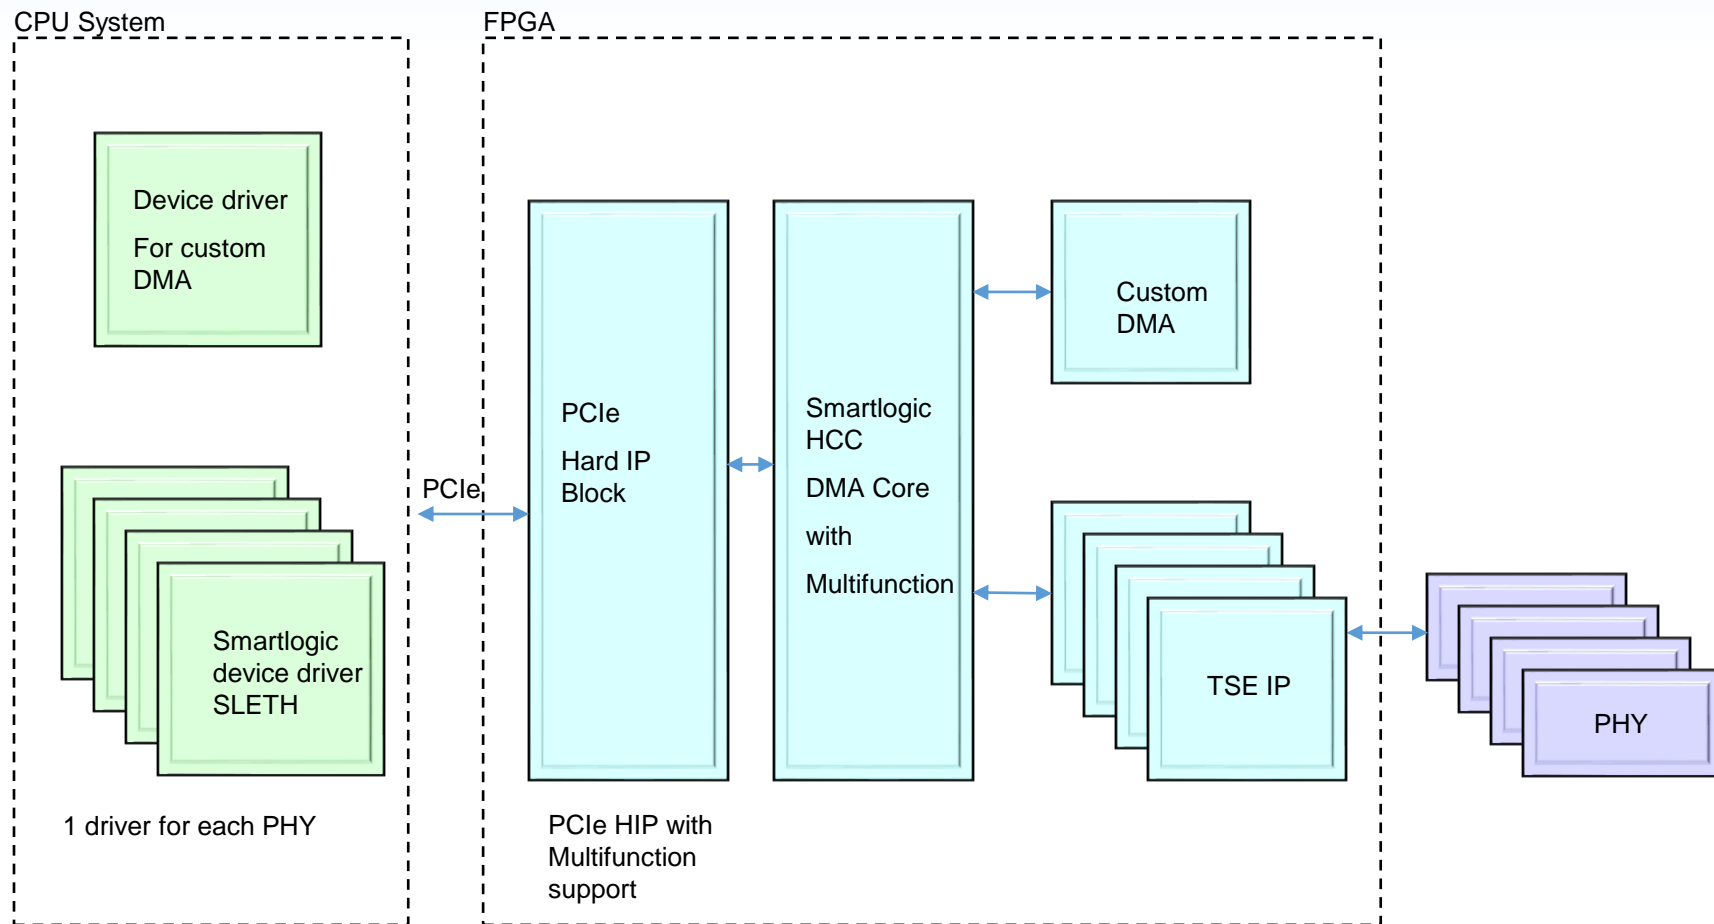 CPU System
FPGA
Device driver
For custom
DMA
Custom
DMA
PCIe
Hard IP
Block
Smartlogic
HCC
DMA Core
with
Multifunction
PCIe
Smartlogic
device driver
SLETH
TSE IP
PHY
1 driver for each PHY
PCIe HIP with
Multifunction
support